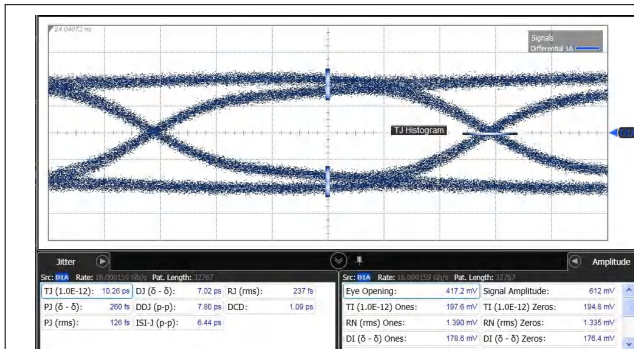 24.04073 ns
Signals
Differential 1A
TJ Histogram
Jitter
Amplitude
Src: D1A Rate: 16.000159 Gb/s Pat. Length: 32767
Src: D1A Rate: 16.000159 Gb/s Pat. Length: 32767
TJ (1.0E-12): 10.26 ps DJ (δ - δ): 7.02 ps RJ (rms): 237 fs
Eye Opening: 417.2 mV Signal Amplitude: 612 mV
PJ (δ - δ): 260 fs DDJ (p-p): 7.80 ps DCD: 1.09 ps
TI (1.0E-12) Ones: 197.6 mV TI (1.0E-12) Zeros: 194.8 mV
PJ (rms): 126 fs ISI-J (p-p): 6.44 ps
RN (rms) Ones: 1.390 mV RN (rms) Zeros: 1.335 mV
DI (δ - δ) Ones: 178.6 mV DI (δ - δ) Zeros: 176.4 mV